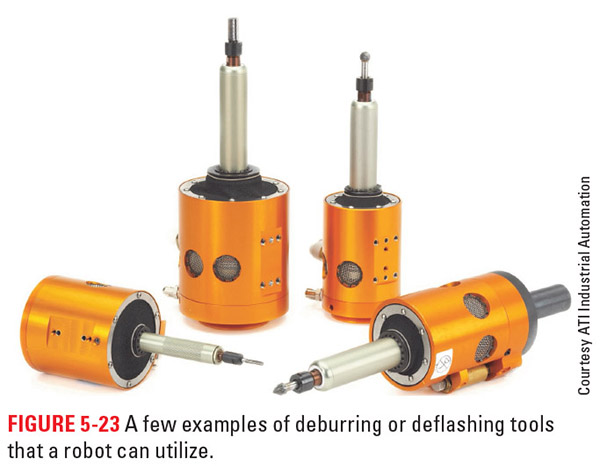 FIGURE 5-23 A few examples of deburring or deflashing tools
that a robot can utilize.
Courtesy ATI Industrial Automation